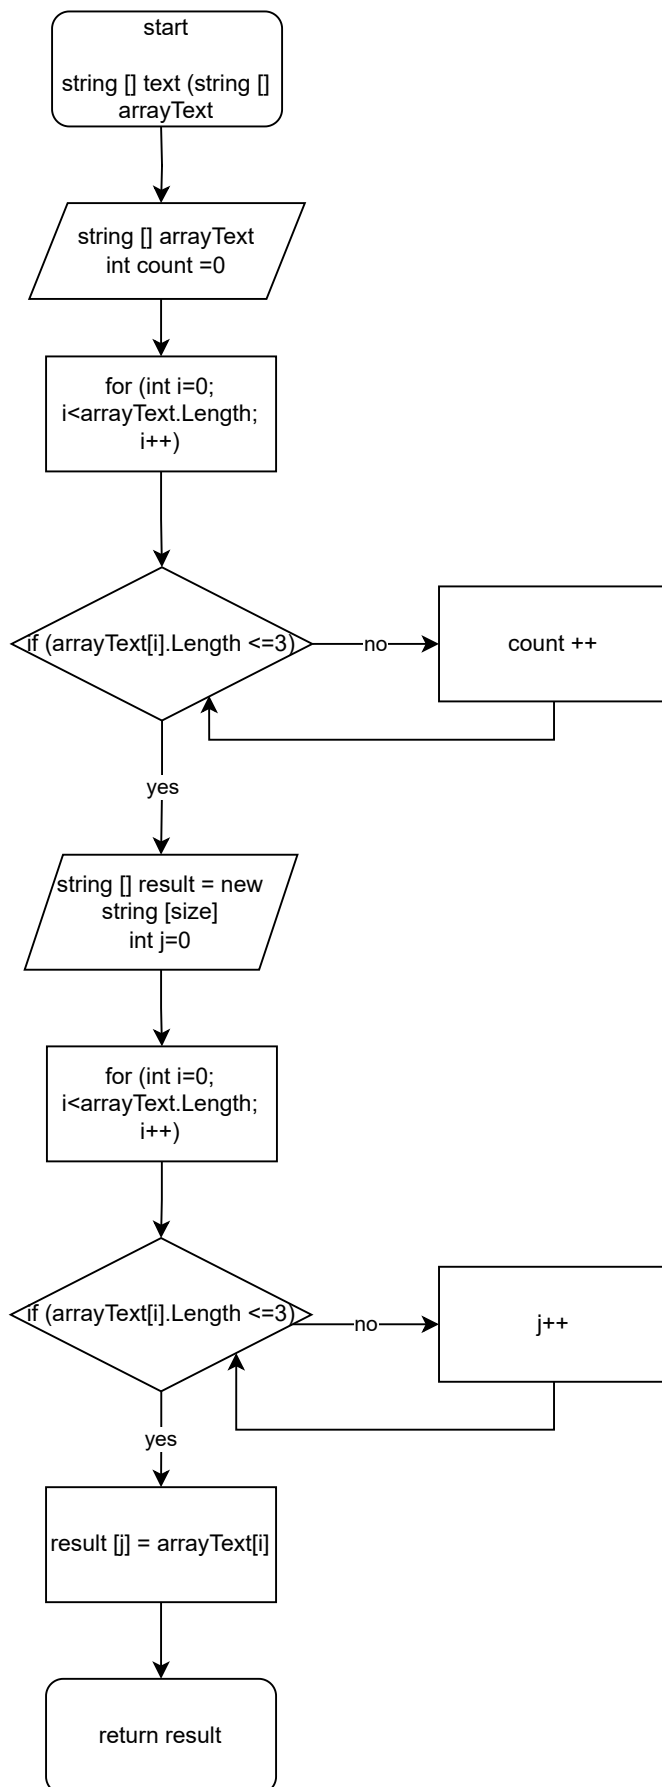 start
string [] text (string []
arrayText
string [] arrayText
int count =0
for (int i=0;
i<arrayText.Length;
i++)
if (arrayText[i].Length <=3)
no
count ++
yes
string [] result = new
string [size]
int j=0
for (int i=0;
i<arrayText.Length;
i++)
if (arrayText[i].Length <=3)
no
j++
yes
result [j] = arrayText[i]
return result